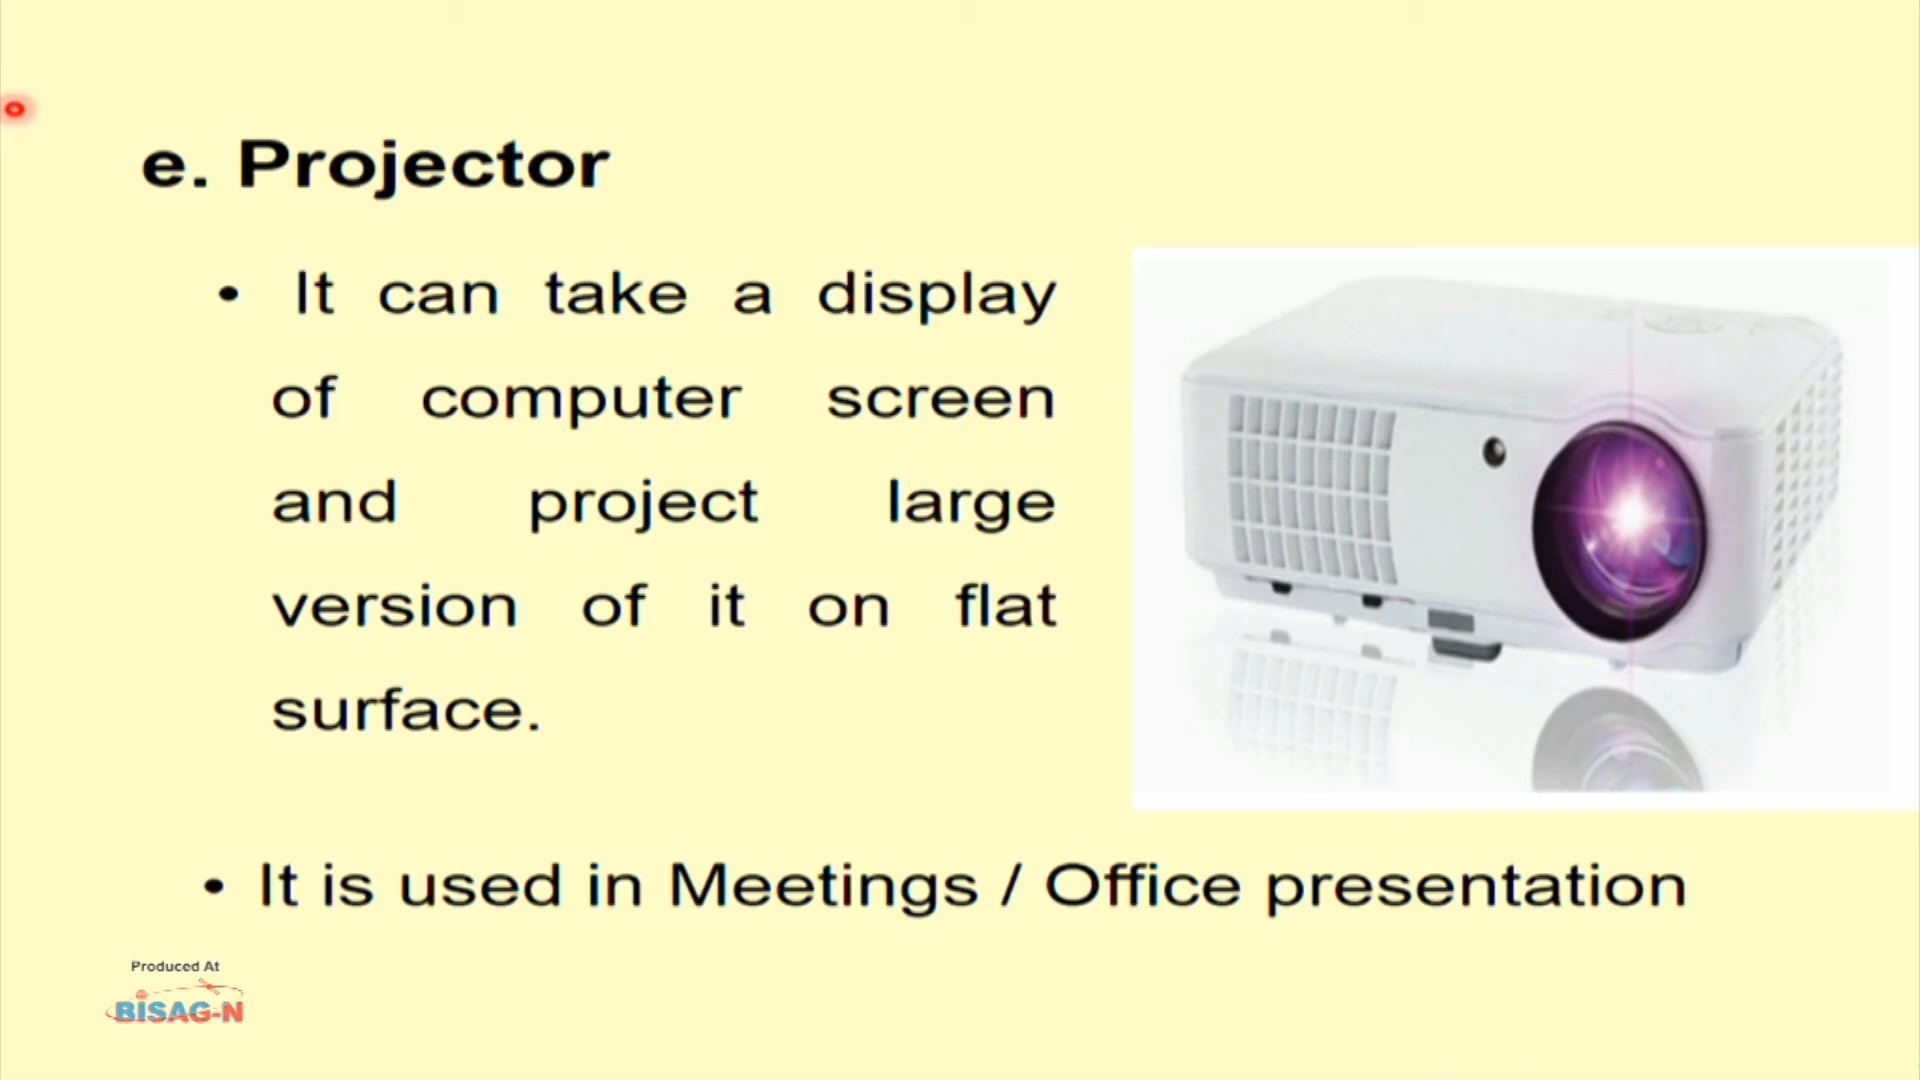 e. Projector
• It can take a display
of computer screen
and project large
version of it on flat
surface.
• It is used in Meetings / Office presentation
Produced At
BISAG-N